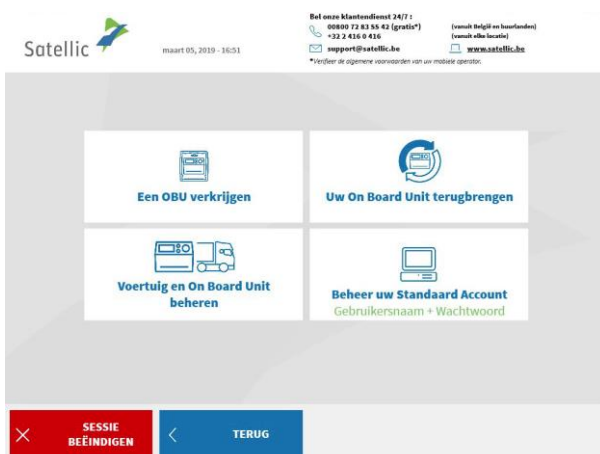 Satellic
maart 05, 2019 - 16:51
Bel onze klantendienst 24/7 :
00800 72 83 55 42 (gratis*) (vanuit België en buurlanden)
+32 2 416 0 416 (vanuit elke locatie)
support@satellic.be www.satellic.be
*Verifieer de algemene voorwaarden van uw mobiele operator.
Een OBU verkrijgen
Uw On Board Unit terugbrengen
Voertuig en On Board Unit
beheren
Beheer uw Standaard Account
Gebruikersnaam + Wachtwoord
SESSIE
BEËINDIGEN
TERUG